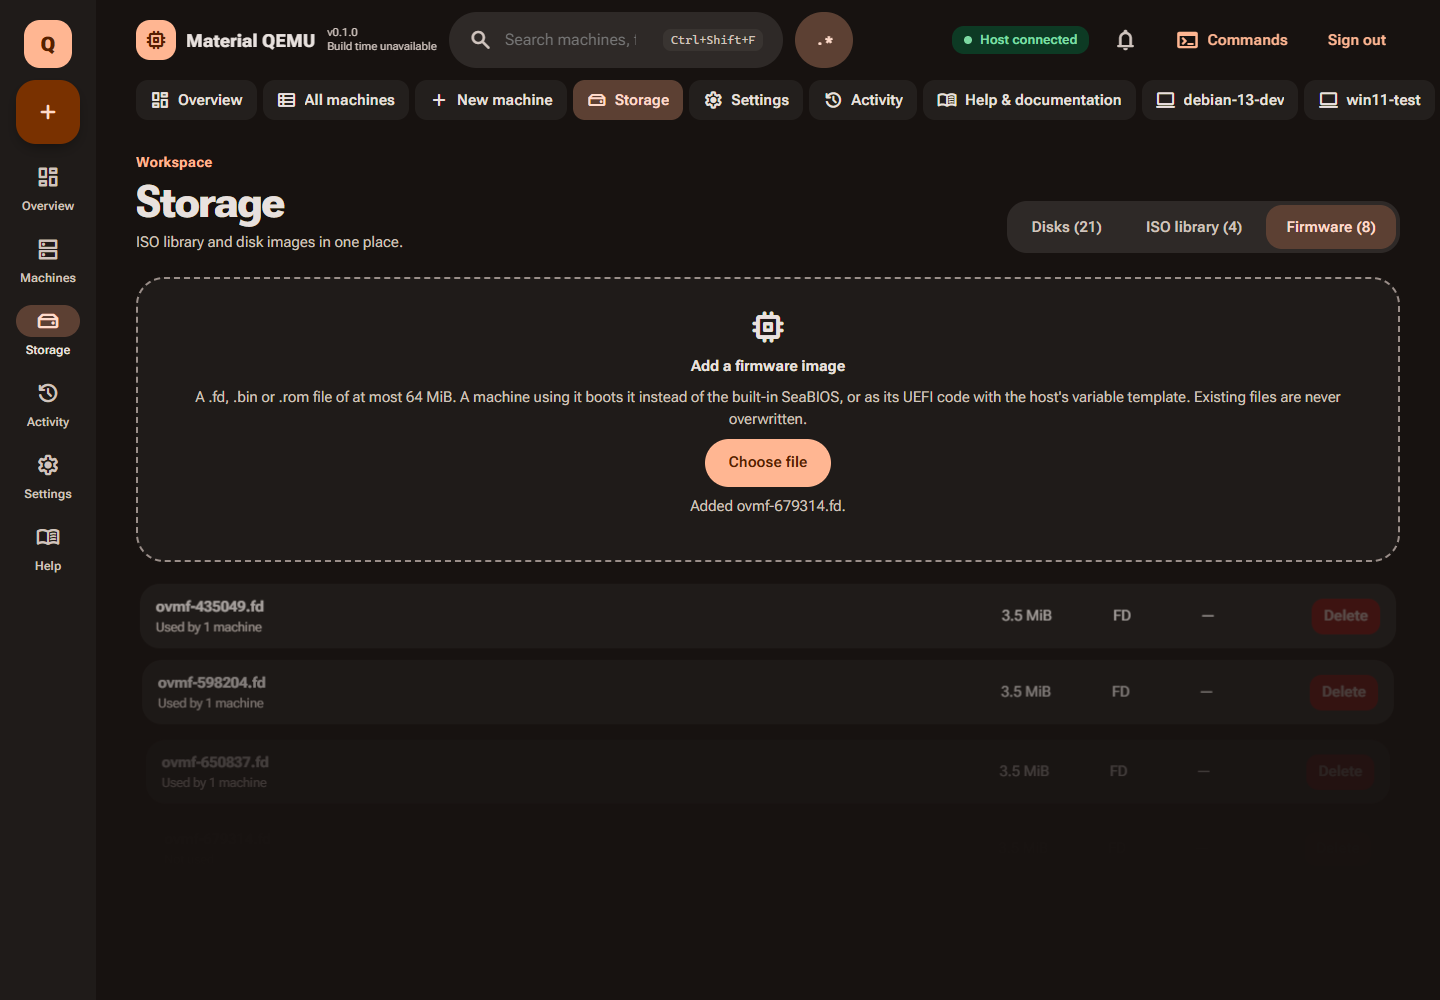 Q
Material QEMU
v0.1.0
Build time unavailable
Search machines, f
Ctrl+Shift+F
.*
Host connected
Commands
Sign out
+
Overview
All machines
New machine
Storage
Settings
Activity
Help & documentation
debian-13-dev
win11-test
Overview
Machines
Storage
Activity
Settings
Help
Workspace
Storage
ISO library and disk images in one place.
Disks (21)
ISO library (4)
Firmware (8)
Add a firmware image
A .fd, .bin or .rom file of at most 64 MiB. A machine using it boots it instead of the built-in SeaBIOS, or as its UEFI code with the host's variable template. Existing files are never
overwritten.
Choose file
Added ovmf-679314.fd.
ovmf-435049.fd
Used by 1 machine
3.5 MiB
FD
—
Delete
ovmf-598204.fd
Used by 1 machine
3.5 MiB
FD
—
Delete
ovmf-650837.fd
Used by 1 machine
3.5 MiB
FD
—
Delete